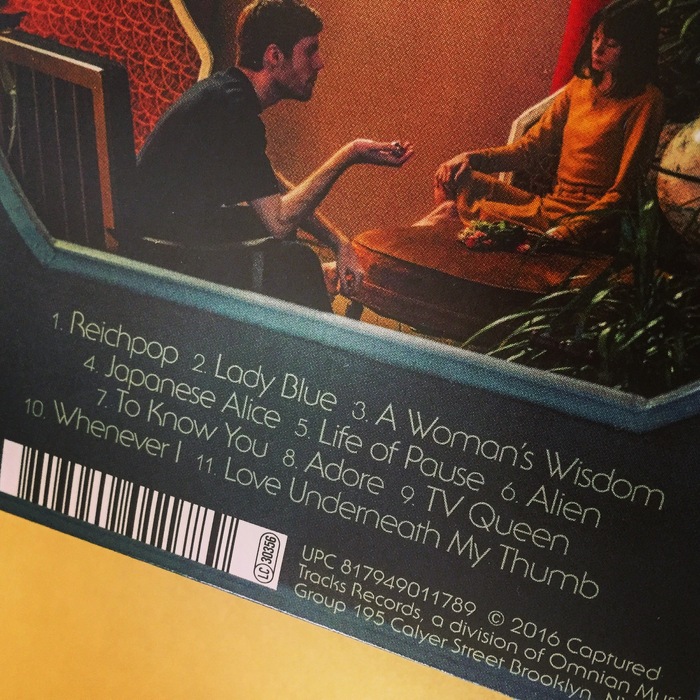 1. Reichpop 2. Lady Blue 3. A Woman's Wisdom
4. Japanese Alice 5. Life of Pause 6. Alien
7. To Know You 8. Adore 9. TV Queen
10. Whenever I 11. Love Underneath My Thumb
LC 30356
UPC 817949011789 © 2016 Captured
Tracks Records, a division of Omnian Mus
Group 195 Calyer Street Brooklyn,